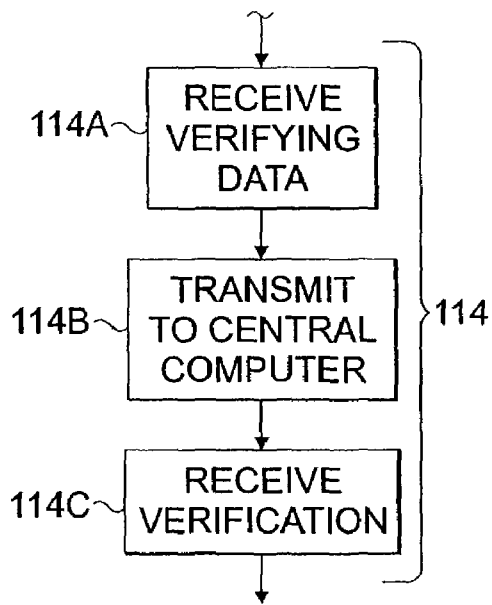 114A
RECEIVE
VERIFYING
DATA
114B
TRANSMIT
TO CENTRAL
COMPUTER
114
114C
RECEIVE
VERIFICATION